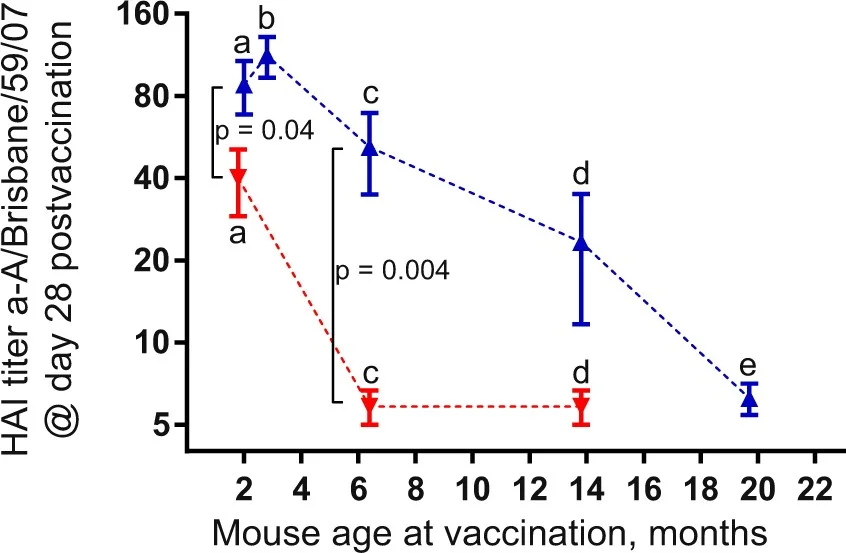 HAI titer a-A/Brisbane/59/07
@ day 28 postvaccination
160
80
40
20
10
5
a
b
c
d
e
p = 0.04
a
p = 0.004
c
d
2 4 6 8 10 12 14 16 18 20 22
Mouse age at vaccination, months